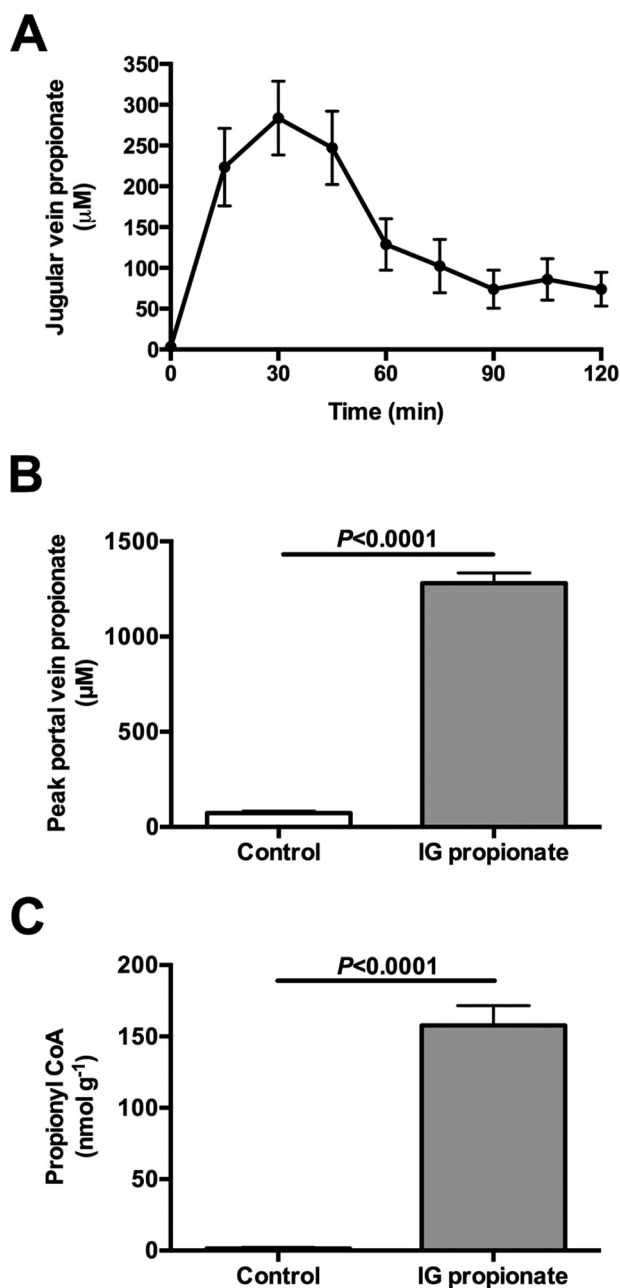 A
Jugular vein propionate
(μM)
350
300
250
200
150
100
50
0
0 30 60 90 120
Time (min)
B
Peak portal vein propionate
(μM)
P<0.0001
1500
1000
500
0
Control IG propionate
C
Propionyl CoA
(nmol g⁻¹)
P<0.0001
200
150
100
50
0
Control IG propionate